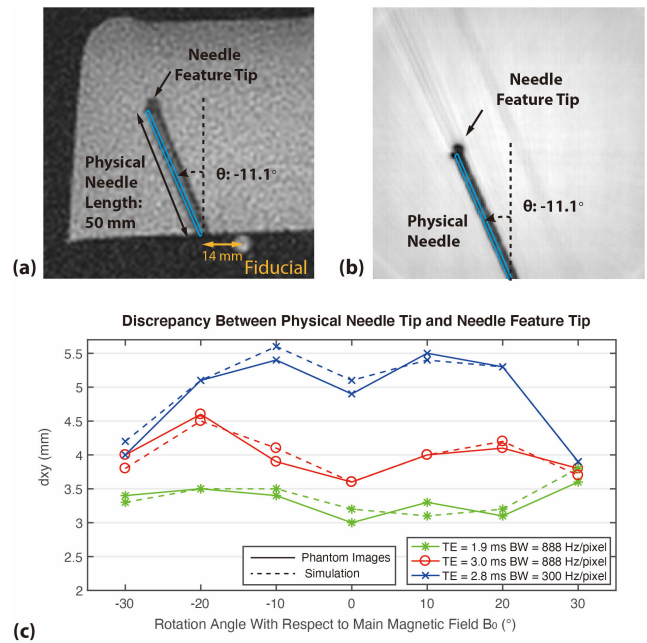 (a)
Needle
Feature Tip
Physical
Needle
Length:
50 mm
θ: -11.1°
14 mm
Fiducial
(b)
Needle
Feature Tip
θ: -11.1°
Physical
Needle
Discrepancy Between Physical Needle Tip and Needle Feature Tip
dxy (mm)
5.5
5
4.5
4
3.5
3
2.5
2
Phantom Images
Simulation
TE = 1.9 ms BW = 888 Hz/pixel
TE = 3.0 ms BW = 888 Hz/pixel
TE = 2.8 ms BW = 300 Hz/pixel
-30 -20 -10 0 10 20 30
Rotation Angle With Respect to Main Magnetic Field B₀ (°)
(c)